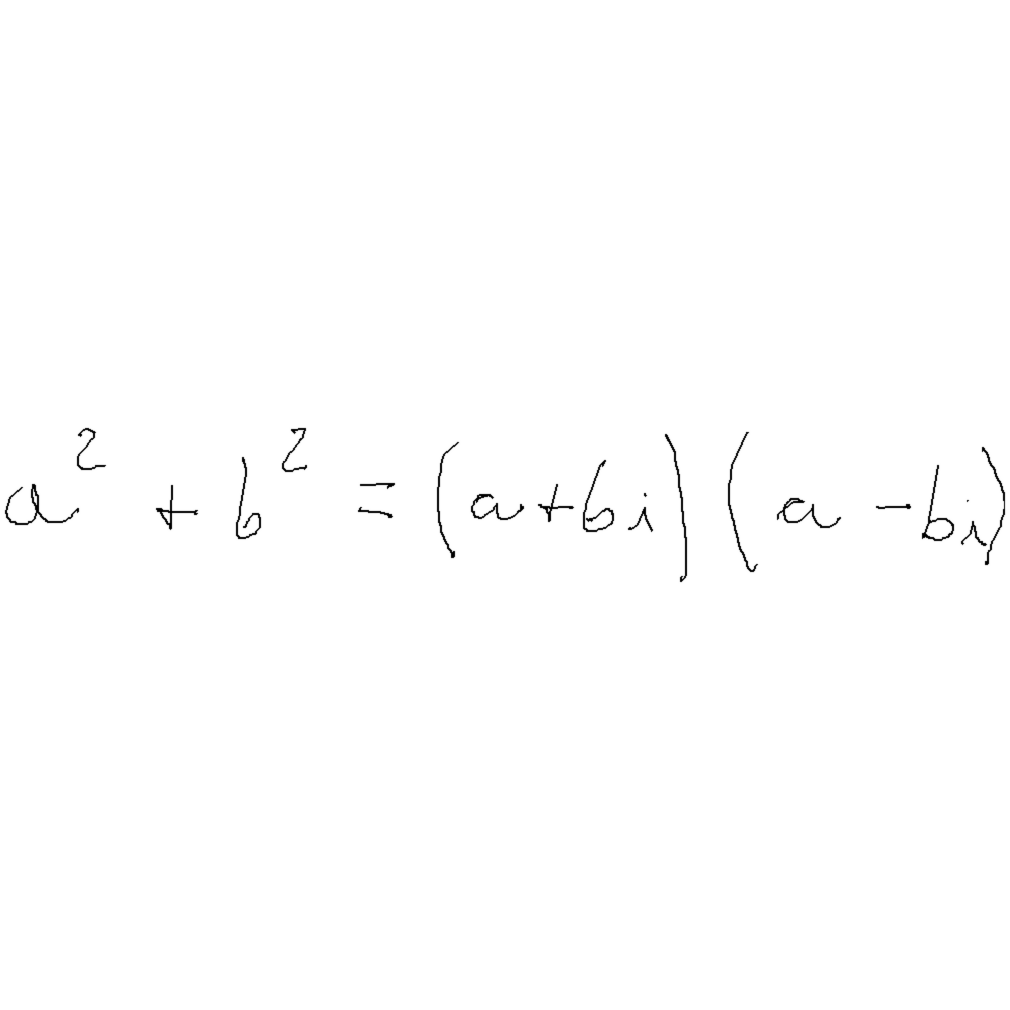 a² + b² = (a+bi)(a-bi)